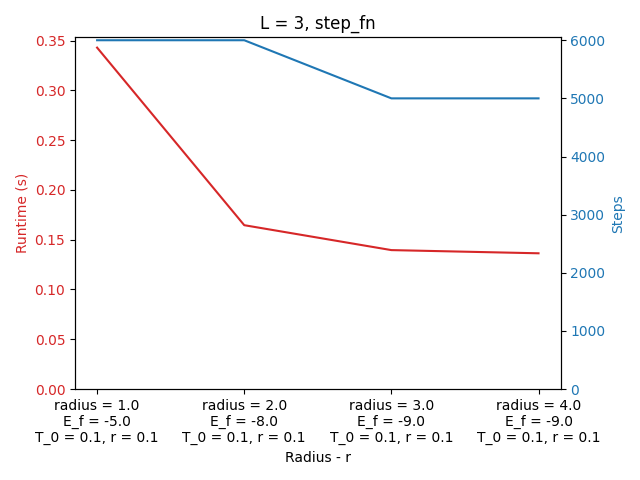 L = 3, step_fn
Runtime (s)
0.35
0.30
0.25
0.20
0.15
0.10
0.05
0.00
6000
5000
4000
3000
2000
1000
0
Steps
radius = 1.0
E_f = -5.0
T_0 = 0.1, r = 0.1
radius = 2.0
E_f = -8.0
T_0 = 0.1, r = 0.1
radius = 3.0
E_f = -9.0
T_0 = 0.1, r = 0.1
radius = 4.0
E_f = -9.0
T_0 = 0.1, r = 0.1
Radius - r